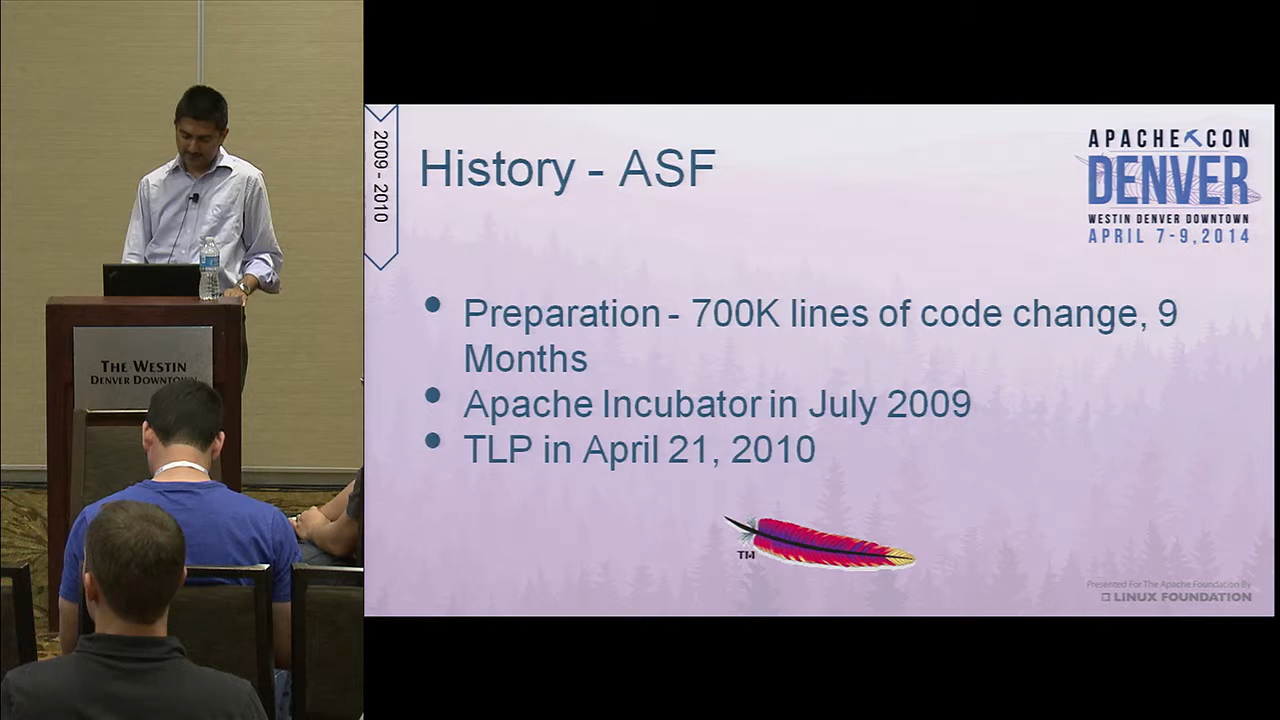 THE WESTIN
DENVER DOWNTOWN
2009 - 2010
History - ASF
APACHE CON
DENVER
WESTIN DENVER DOWNTOWN
APRIL 7-9, 2014
• Preparation - 700K lines of code change, 9
Months
• Apache Incubator in July 2009
• TLP in April 21, 2010
TM
Presented For The Apache Foundation By
LINUX FOUNDATION